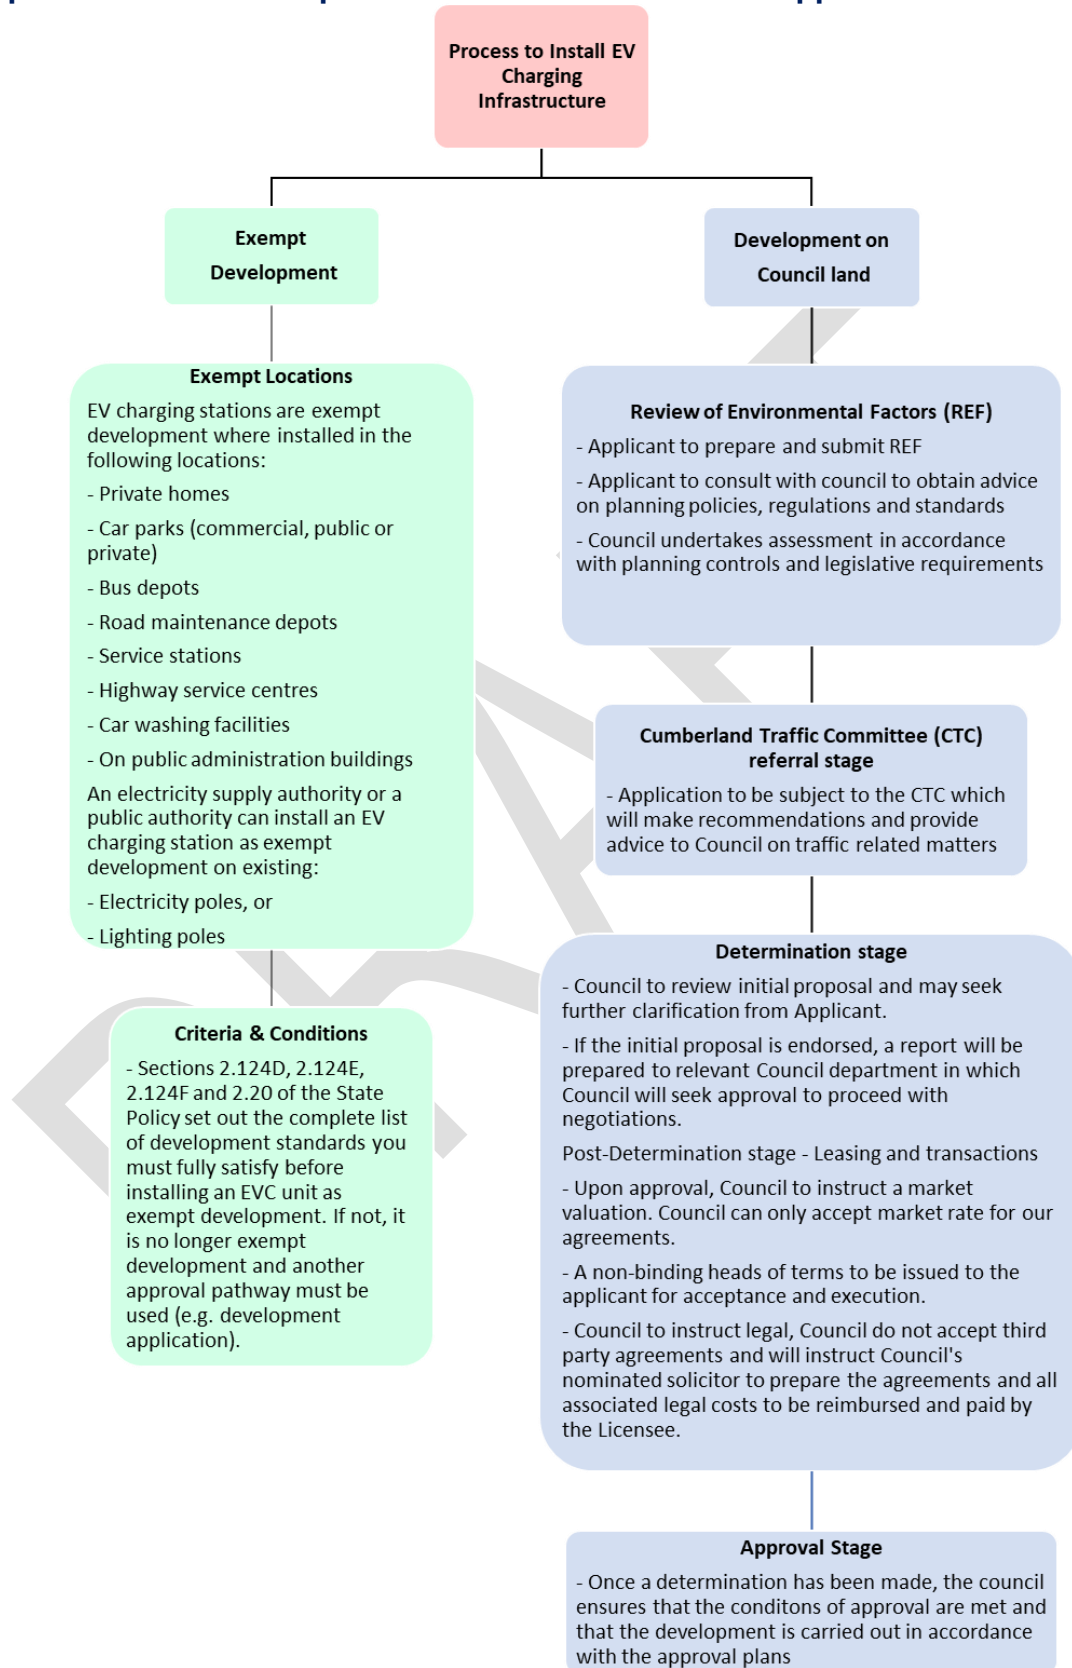 Process to Install EV
Charging
Infrastructure
Exempt
Development
Exempt Locations
EV charging stations are exempt
development where installed in the
following locations:
- Private homes
- Car parks (commercial, public or
private)
- Bus depots
- Road maintenance depots
- Service stations
- Highway service centres
- Car washing facilities
- On public administration buildings
An electricity supply authority or a
public authority can install an EV
charging station as exempt
development on existing:
- Electricity poles, or
- Lighting poles
Criteria & Conditions
- Sections 2.124D, 2.124E,
2.124F and 2.20 of the State
Policy set out the complete list
of development standards you
must fully satisfy before
installing an EVC unit as
exempt development. If not, it
is no longer exempt
development and another
approval pathway must be
used (e.g. development
application).
Development on
Council land
Review of Environmental Factors (REF)
- Applicant to prepare and submit REF
- Applicant to consult with council to obtain advice
on planning policies, regulations and standards
- Council undertakes assessment in accordance
with planning controls and legislative requirements
Cumberland Traffic Committee (CTC)
referral stage
- Application to be subject to the CTC which
will make recommendations and provide
advice to Council on traffic related matters
Determination stage
- Council to review initial proposal and may seek
further clarification from Applicant.
- If the initial proposal is endorsed, a report will be
prepared to relevant Council department in which
Council will seek approval to proceed with
negotiations.
Post-Determination stage - Leasing and transactions
- Upon approval, Council to instruct a market
valuation. Council can only accept market rate for our
agreements.
- A non-binding heads of terms to be issued to the
applicant for acceptance and execution.
- Council to instruct legal, Council do not accept third
party agreements and will instruct Council's
nominated solicitor to prepare the agreements and all
associated legal costs to be reimbursed and paid by
the Licensee.
Approval Stage
- Once a determination has been made, the council
ensures that the conditons of approval are met and
that the development is carried out in accordance
with the approval plans